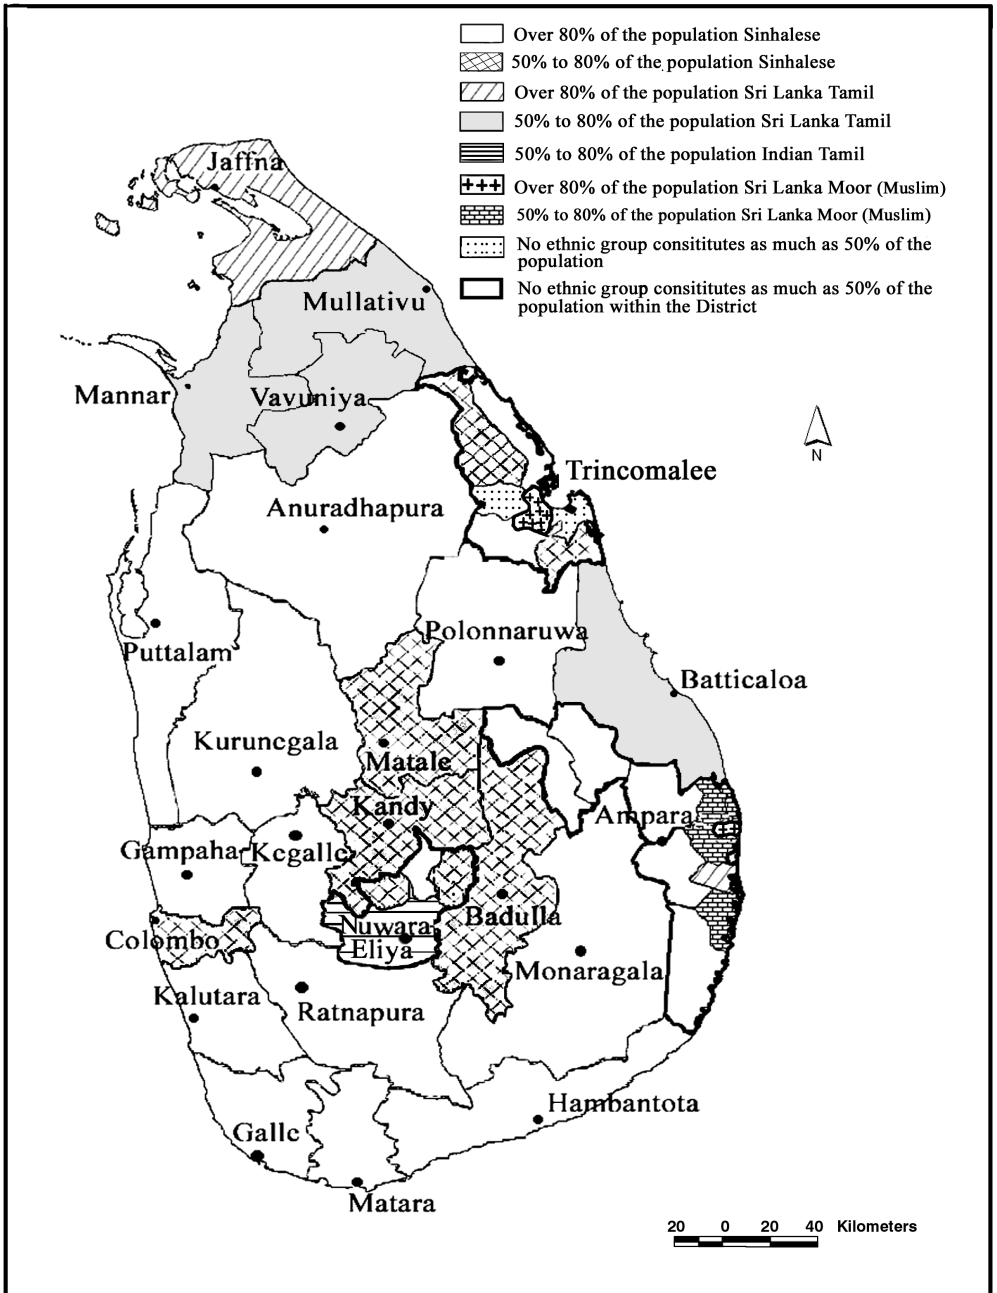 Over 80% of the population Sinhalese
50% to 80% of the population Sinhalese
Over 80% of the population Sri Lanka Tamil
50% to 80% of the population Sri Lanka Tamil
50% to 80% of the population Indian Tamil
Over 80% of the population Sri Lanka Moor (Muslim)
50% to 80% of the population Sri Lanka Moor (Muslim)
No ethnic group consititutes as much as 50% of the
population
No ethnic group consititutes as much as 50% of the
population within the District
Jaffna
Mullativu
Mannar
Vavuniya
N
Trincomalee
Anuradhapura
Polonnaruwa
Puttalam
Batticaloa
Kurunegala
Matale
Kandy
Ampara
Gampaha
Kegalle
Badulla
Nuwara
Eliya
Colombo
Monaragala
Kalutara
Ratnapura
Hambantota
Galle
Matara
20 0 20 40 Kilometers